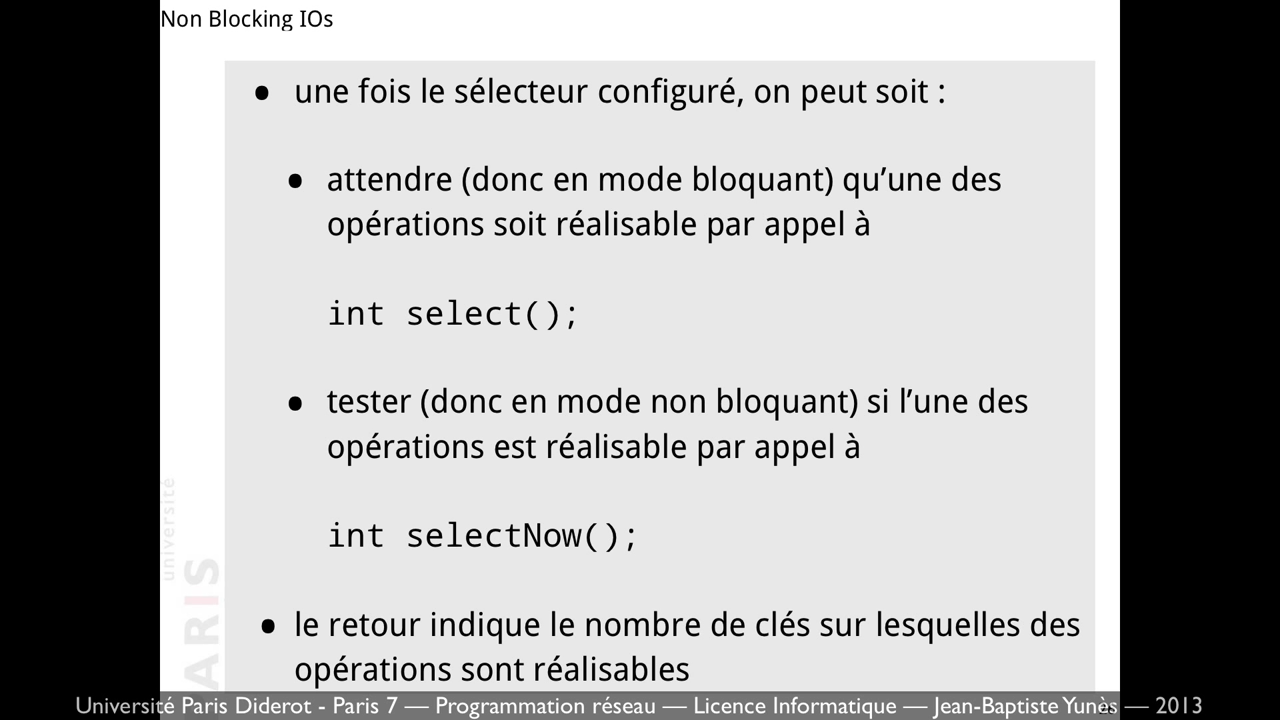 Non Blocking IOs
• une fois le sélecteur configuré, on peut soit :
• attendre (donc en mode bloquant) qu’une des
opérations soit réalisable par appel à
int select();
• tester (donc en mode non bloquant) si l’une des
opérations est réalisable par appel à
int selectNow();
• le retour indique le nombre de clés sur lesquelles des
opérations sont réalisables
université
PARIS
Université Paris Diderot - Paris 7 — Programmation réseau — Licence Informatique — Jean-Baptiste Yunès — 2013